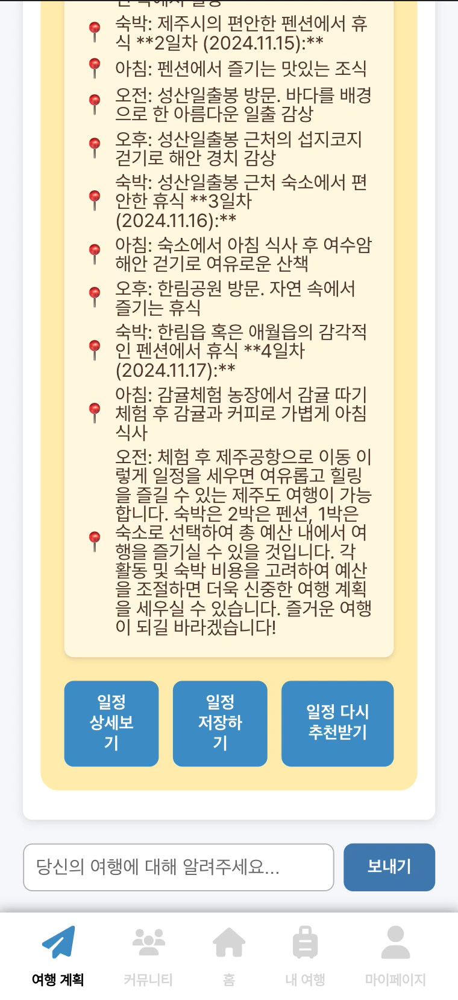 숙박: 제주시의 편안한 펜션에서 휴
식 **2일차 (2024.11.15):**
아침: 펜션에서 즐기는 맛있는 조식
오전: 성산일출봉 방문. 바다를 배경
으로 한 아름다운 일출 감상
오후: 성산일출봉 근처의 섭지코지
걷기로 해안 경치 감상
숙박: 성산일출봉 근처 숙소에서 편
안한 휴식 **3일차
(2024.11.16):**
아침: 숙소에서 아침 식사 후 여수암
해안 걷기로 여유로운 산책
오후: 한림공원 방문. 자연 속에서
즐기는 휴식
숙박: 한림읍 혹은 애월읍의 감각적
인 펜션에서 휴식 **4일차
(2024.11.17):**
아침: 감귤체험 농장에서 감귤 따기
체험 후 감귤과 커피로 가볍게 아침
식사
오전: 체험 후 제주공항으로 이동 이
렇게 일정을 세우면 여유롭고 힐링
을 즐길 수 있는 제주도 여행이 가능
합니다. 숙박은 2박은 펜션, 1박은
숙소로 선택하여 총 예산 내에서 여
행을 즐기실 수 있을 것입니다. 각
활동 및 숙박 비용을 고려하여 예산
을 조절하면 더욱 신중한 여행 계획
을 세우실 수 있습니다. 즐거운 여행
이 되길 바라겠습니다!
일정
상세보
기
일정
저장하
기
일정 다시
추천받기
당신의 여행에 대해 알려주세요...
보내기
여행 계획
커뮤니티
홈
내 여행
마이페이지